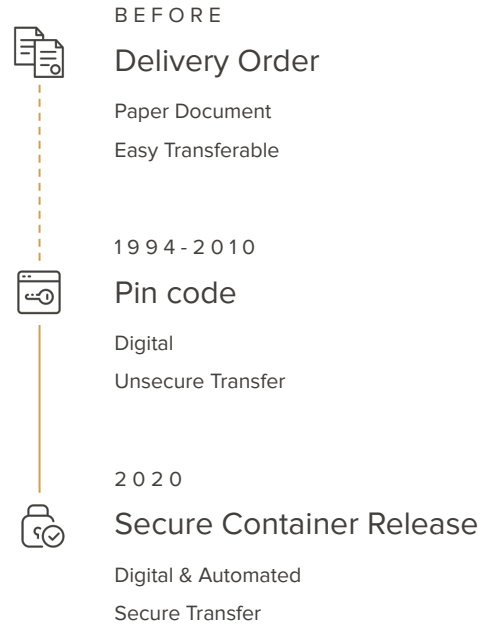 BEFORE
Delivery Order
Paper Document
Easy Transferable
1994-2010
Pin code
Digital
Unsecure Transfer
2020
Secure Container Release
Digital & Automated
Secure Transfer